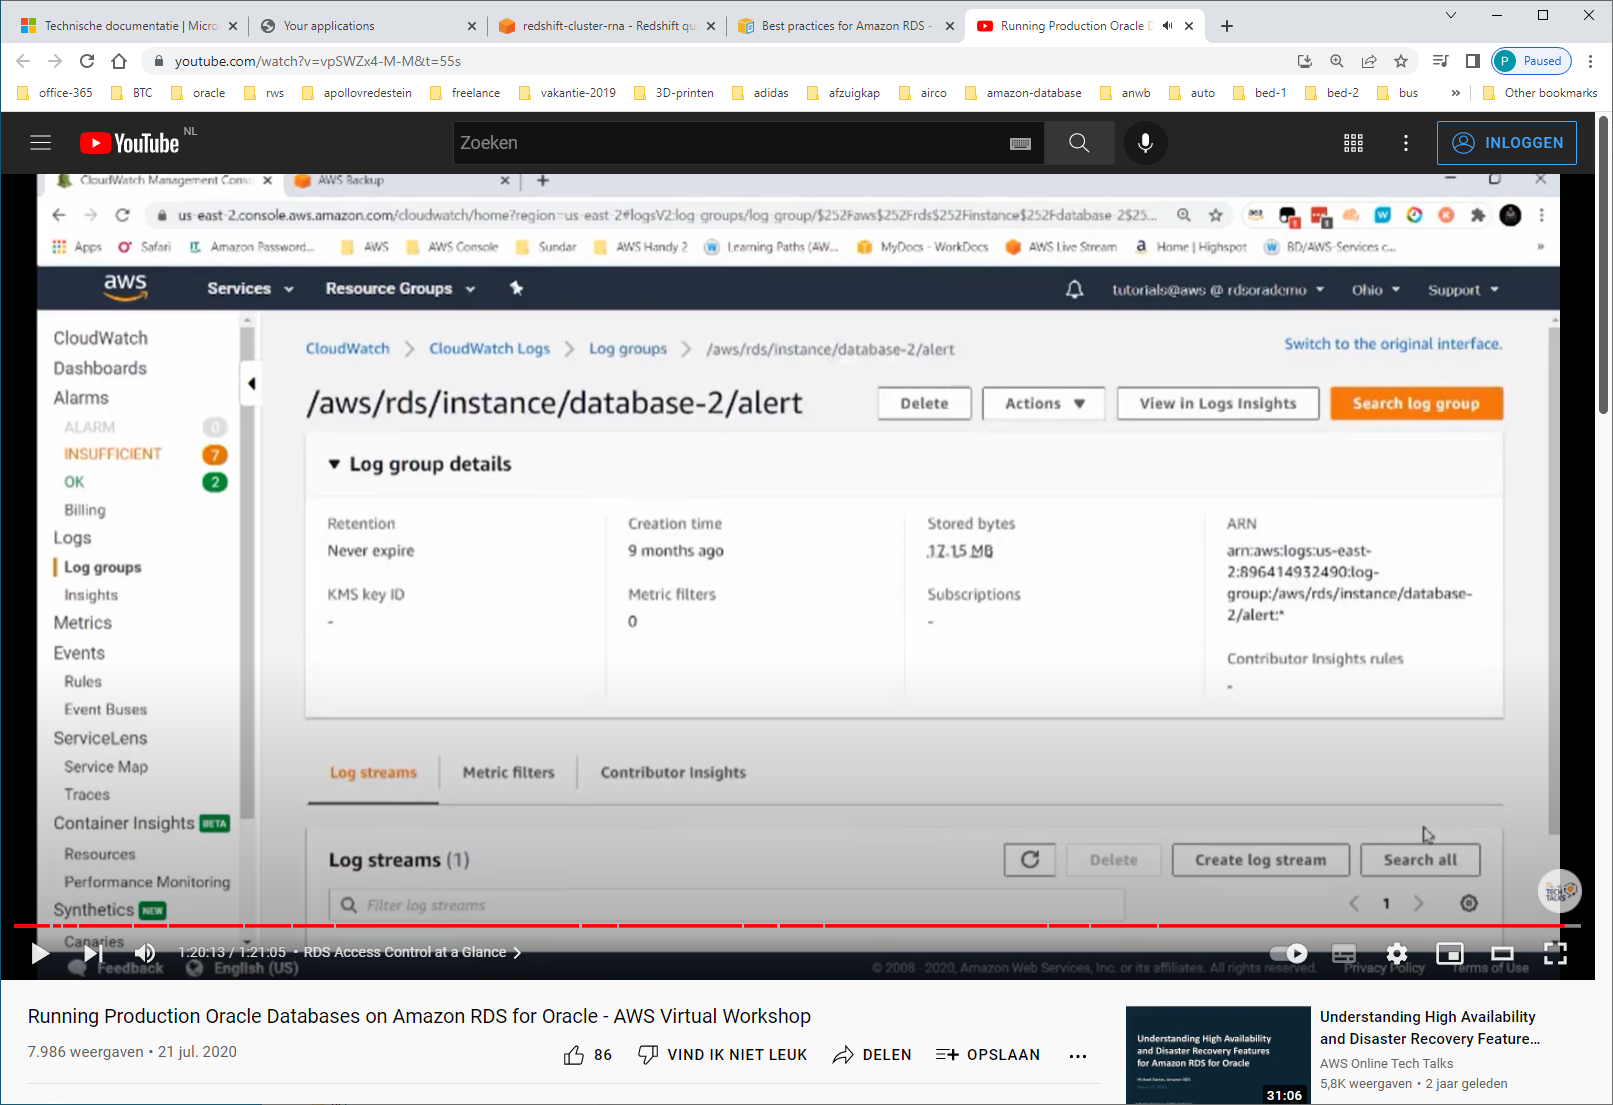 Technische documentatie | Micro
Your applications
redshift-cluster-rna - Redshift qu
Best practices for Amazon RDS -
Running Production Oracle D
youtube.com/watch?v=vpSWZx4-M-M&t=55s
P Paused
office-365 BTC oracle rws apollovredestein freelance vakantie-2019 3D-printen adidas afzuigkap airco amazon-database anwb auto bed-1 bed-2 bus » Other bookmarks
YouTube NL
Zoeken
INLOGGEN
CloudWatch Management Cons
AWS Backup
us-east-2.console.aws.amazon.com/cloudwatch/home?region=us-east-2#logsV2:log-groups/log-group/$252Faws$252Frds$252Finstance$252Fdatabase-2$25...
Apps Safari Amazon Password... AWS AWS Console Sundar AWS Handy 2 Learning Paths (AW... MyDocs - WorkDocs AWS Live Stream Home | Highspot BD/AWS-Services c... »
aws Services Resource Groups tutorials@aws @ rdsorademo Ohio Support
CloudWatch
Dashboards
Alarms
ALARM 0
INSUFFICIENT 7
OK 2
Billing
Logs
Log groups
Insights
Metrics
Events
Rules
Event Buses
ServiceLens
Service Map
Traces
Container Insights BETA
Resources
Performance Monitoring
Synthetics NEW
Canaries
CloudWatch > CloudWatch Logs > Log groups > /aws/rds/instance/database-2/alert
Switch to the original interface.
/aws/rds/instance/database-2/alert
Delete Actions View in Logs Insights Search log group
Log group details
Retention
Never expire
KMS key ID
-
Creation time
9 months ago
Metric filters
0
Stored bytes
12.15 MB
Subscriptions
-
ARN
arn:aws:logs:us-east-
2:896414932490:log-
group:/aws/rds/instance/database-
2/alert:*
Contributor Insights rules
-
Log streams Metric filters Contributor Insights
Log streams (1)
Delete Create log stream Search all
Filter log streams
1
TECH TALKS
1:20:13 / 1:21:05 • RDS Access Control at a Glance
Feedback English (US)
© 2008 - 2020, Amazon Web Services, Inc. or its affiliates. All rights reserved. Privacy Policy Terms of Use
Running Production Oracle Databases on Amazon RDS for Oracle - AWS Virtual Workshop
7.986 weergaven • 21 jul. 2020
86 VIND IK NIET LEUK DELEN OPSLAAN
Understanding High Availability
and Disaster Recovery Features
for Amazon RDS for Oracle
31:06
Understanding High Availability
and Disaster Recovery Feature...
AWS Online Tech Talks
5,8K weergaven • 2 jaar geleden